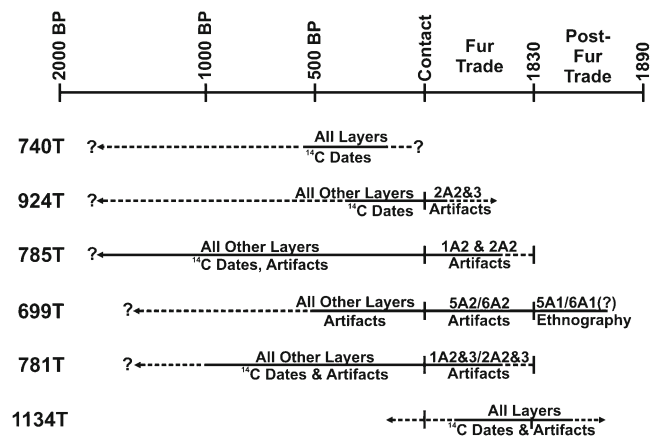 2000 BP
1000 BP
500 BP
Contact
Fur
Trade
1830
Post-
Fur
Trade
1890
740T
?
All Layers
?
¹⁴C Dates
924T
?
All Other Layers
2A2&3
¹⁴C Dates
Artifacts
785T
?
All Other Layers
1A2 & 2A2
¹⁴C Dates, Artifacts
Artifacts
699T
?
All Other Layers
5A2/6A2
5A1/6A1(?)
Artifacts
Artifacts
Ethnography
781T
?
All Other Layers
1A2&3/2A2&3
¹⁴C Dates & Artifacts
Artifacts
1134T
All Layers
¹⁴C Dates & Artifacts